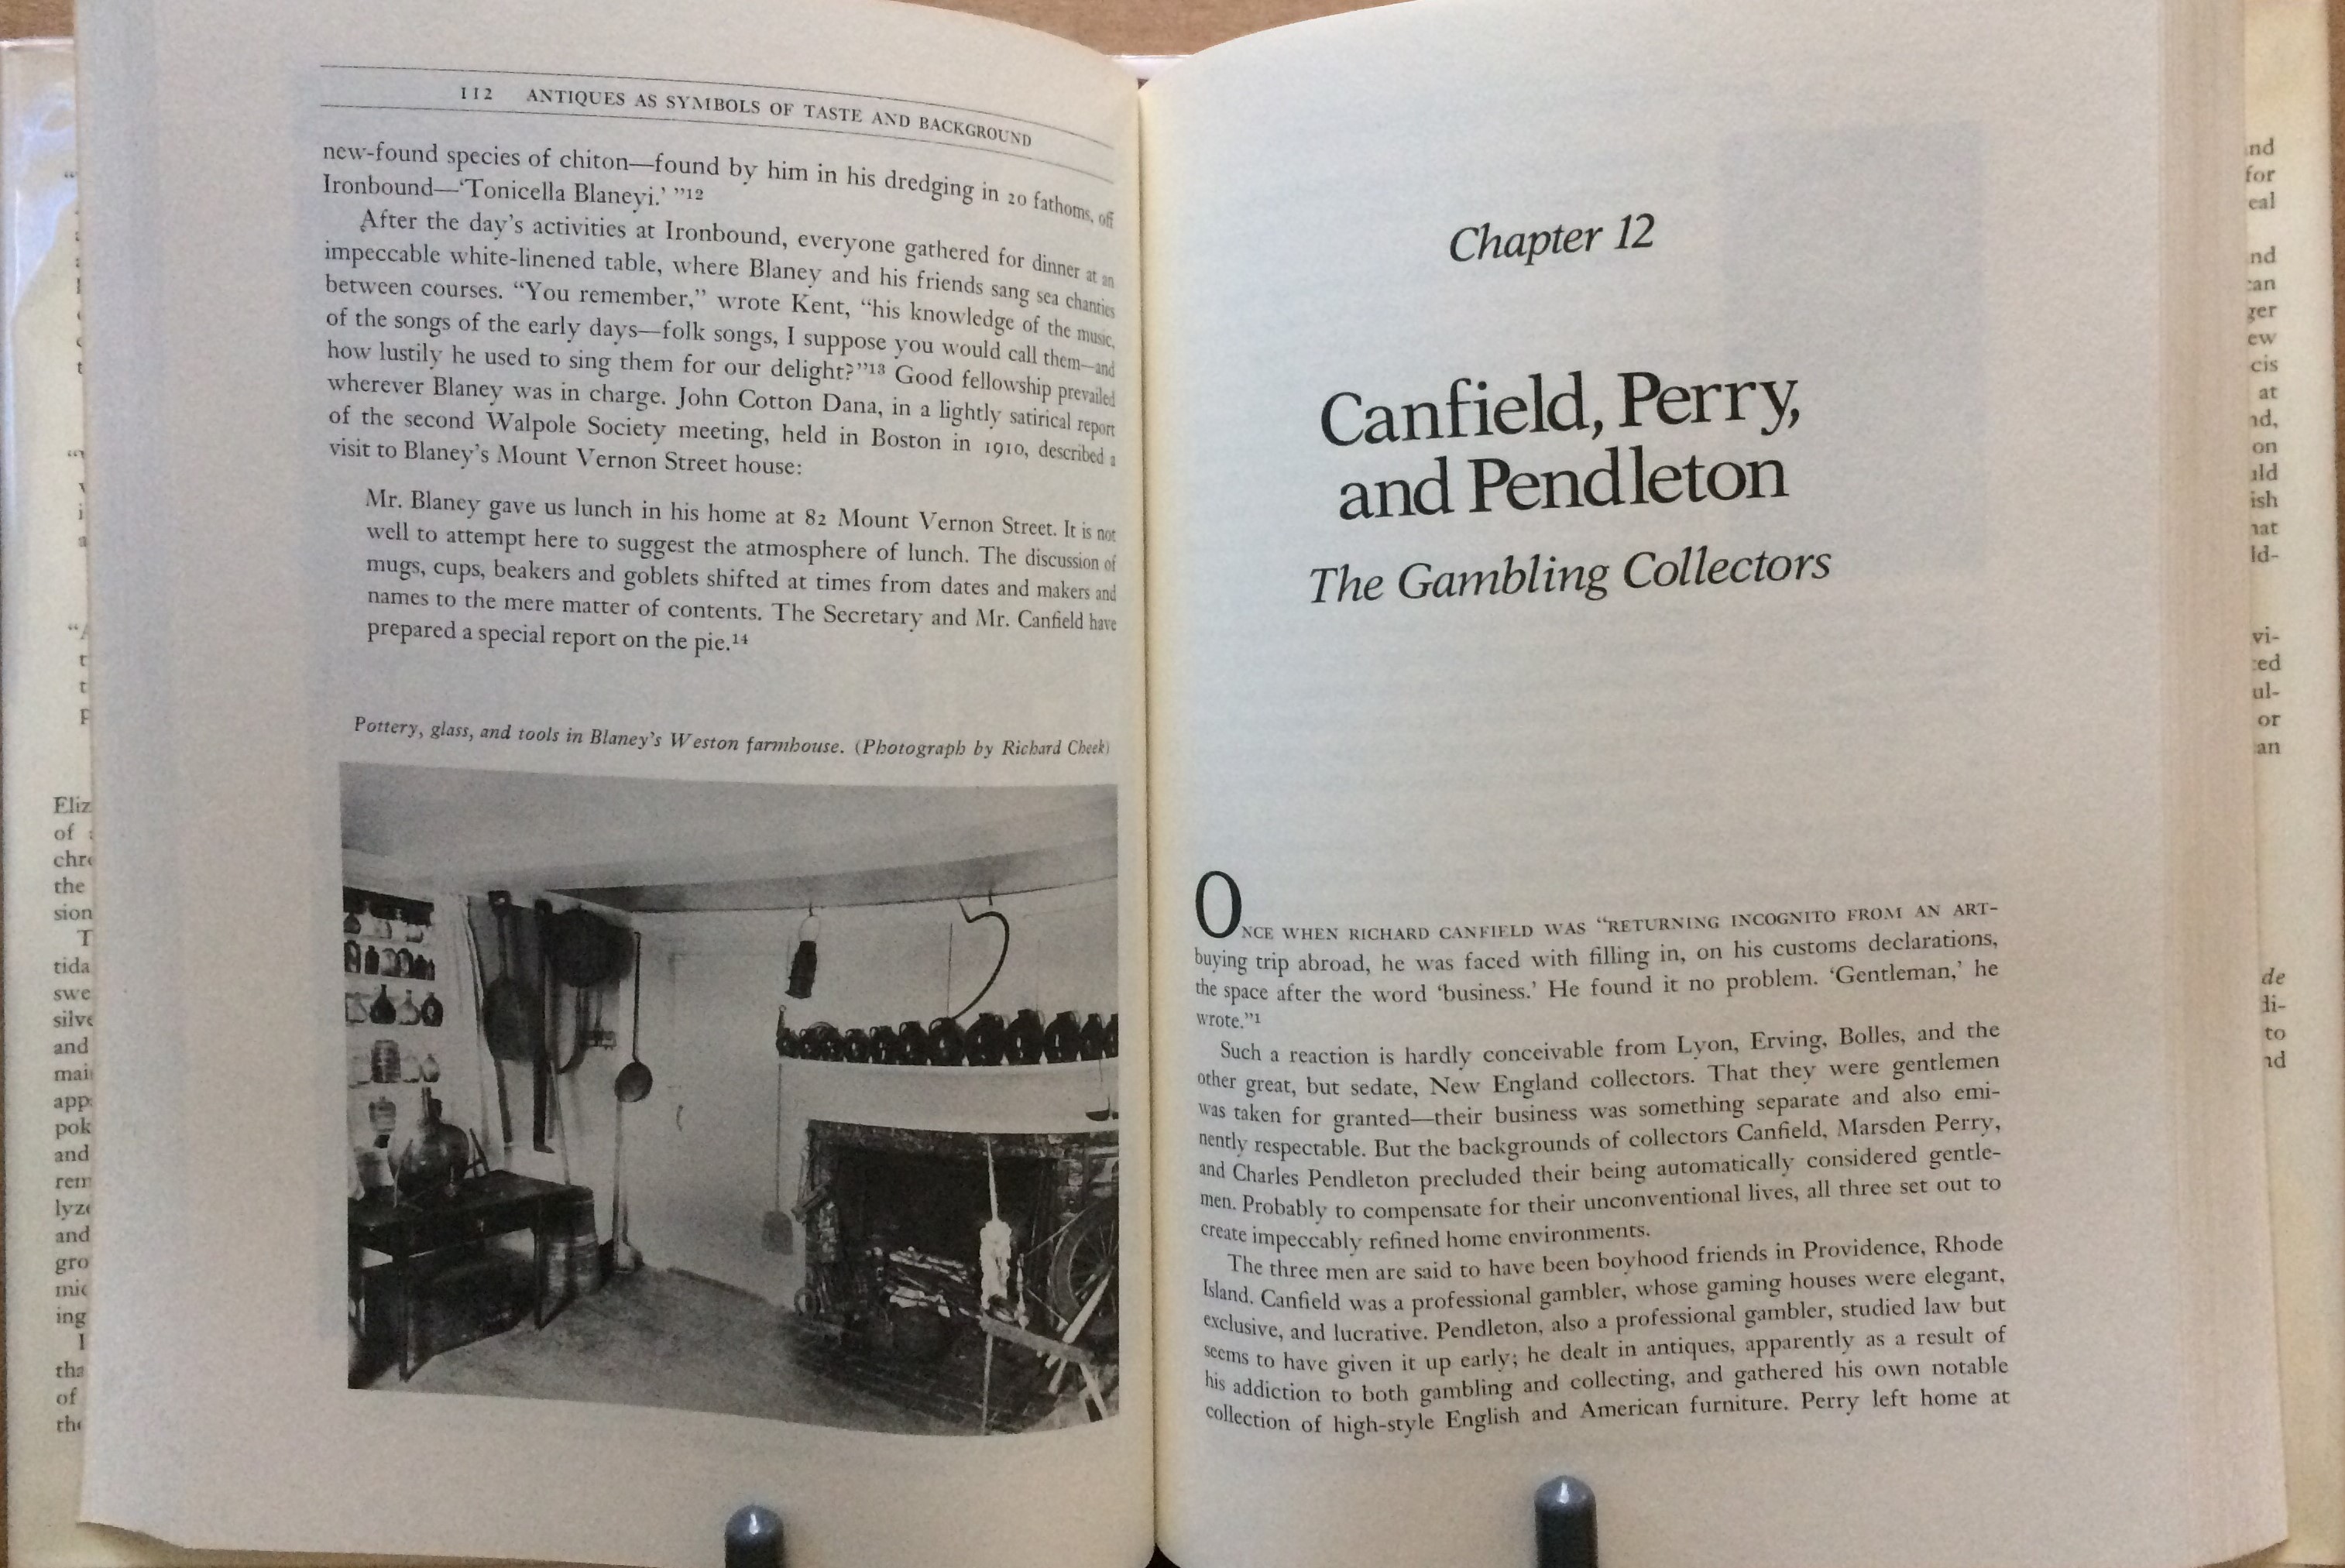 112 ANTIQUES AS SYMBOLS OF TASTE AND BACKGROUND
new-found species of chiton—found by him in his dredging in 20 fathoms, off
Ironbound—‘Tonicella Blaneyi.’ ”12
After the day’s activities at Ironbound, everyone gathered for dinner at an
impeccable white-linened table, where Blaney and his friends sang sea chanties
between courses. “You remember,” wrote Kent, “his knowledge of the music,
of the songs of the early days—folk songs, I suppose you would call them—and
how lustily he used to sing them for our delight?”13 Good fellowship prevailed
wherever Blaney was in charge. John Cotton Dana, in a lightly satirical report
of the second Walpole Society meeting, held in Boston in 1910, described a
visit to Blaney’s Mount Vernon Street house:
Mr. Blaney gave us lunch in his home at 82 Mount Vernon Street. It is not
well to attempt here to suggest the atmosphere of lunch. The discussion of
mugs, cups, beakers and goblets shifted at times from dates and makers and
names to the mere matter of contents. The Secretary and Mr. Canfield have
prepared a special report on the pie.14
Pottery, glass, and tools in Blaney’s Weston farmhouse. (Photograph by Richard Cheek)
Chapter 12
Canfield, Perry,
and Pendleton
The Gambling Collectors
ONCE WHEN RICHARD CANFIELD WAS “RETURNING INCOGNITO FROM AN ART-
buying trip abroad, he was faced with filling in, on his customs declarations,
the space after the word ‘business.’ He found it no problem. ‘Gentleman,’ he
wrote.”1
Such a reaction is hardly conceivable from Lyon, Erving, Bolles, and the
other great, but sedate, New England collectors. That they were gentlemen
was taken for granted—their business was something separate and also emi-
nently respectable. But the backgrounds of collectors Canfield, Marsden Perry,
and Charles Pendleton precluded their being automatically considered gentle-
men. Probably to compensate for their unconventional lives, all three set out to
create impeccably refined home environments.
The three men are said to have been boyhood friends in Providence, Rhode
Island. Canfield was a professional gambler, whose gaming houses were elegant,
exclusive, and lucrative. Pendleton, also a professional gambler, studied law but
seems to have given it up early; he dealt in antiques, apparently as a result of
his addiction to both gambling and collecting, and gathered his own notable
collection of high-style English and American furniture. Perry left home at